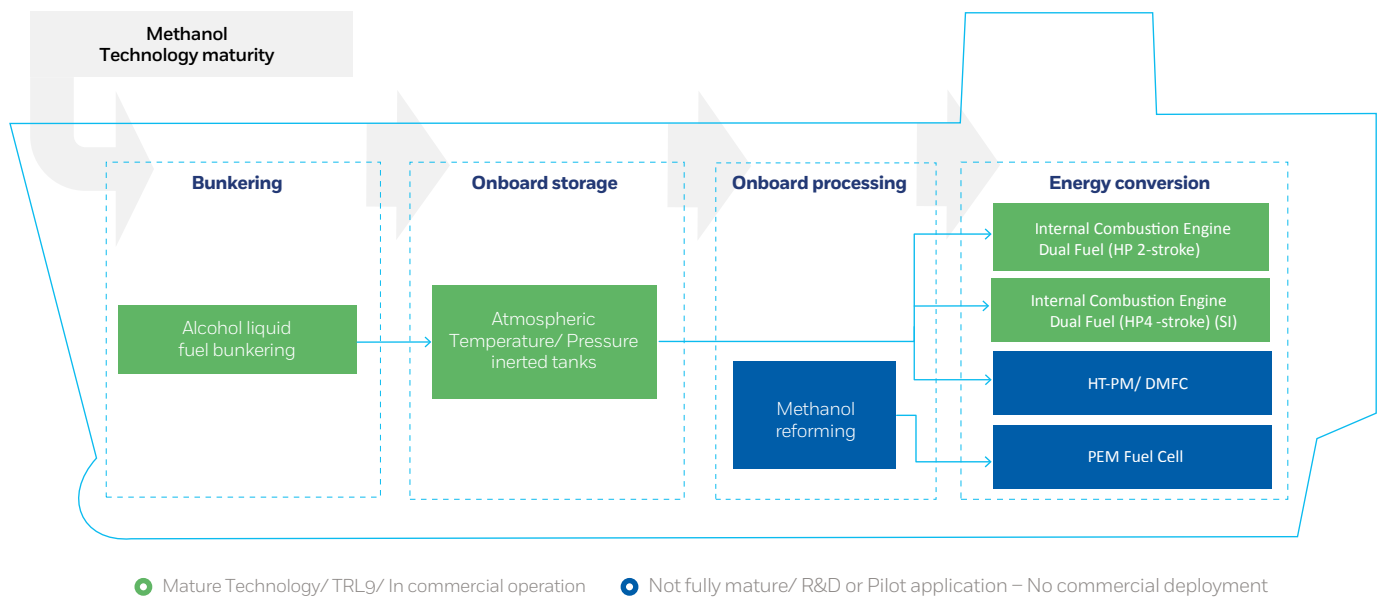 Methanol
Technology maturity
Bunkering
Onboard storage
Onboard processing
Energy conversion
Alcohol liquid
fuel bunkering
Atmospheric
Temperature/ Pressure
inerted tanks
Methanol
reforming
Internal Combustion Engine
Dual Fuel (HP 2-stroke)
Internal Combustion Engine
Dual Fuel (HP4 -stroke) (SI)
HT-PM/ DMFC
PEM Fuel Cell
Mature Technology/ TRL9/ In commercial operation
Not fully mature/ R&D or Pilot application – No commercial deployment